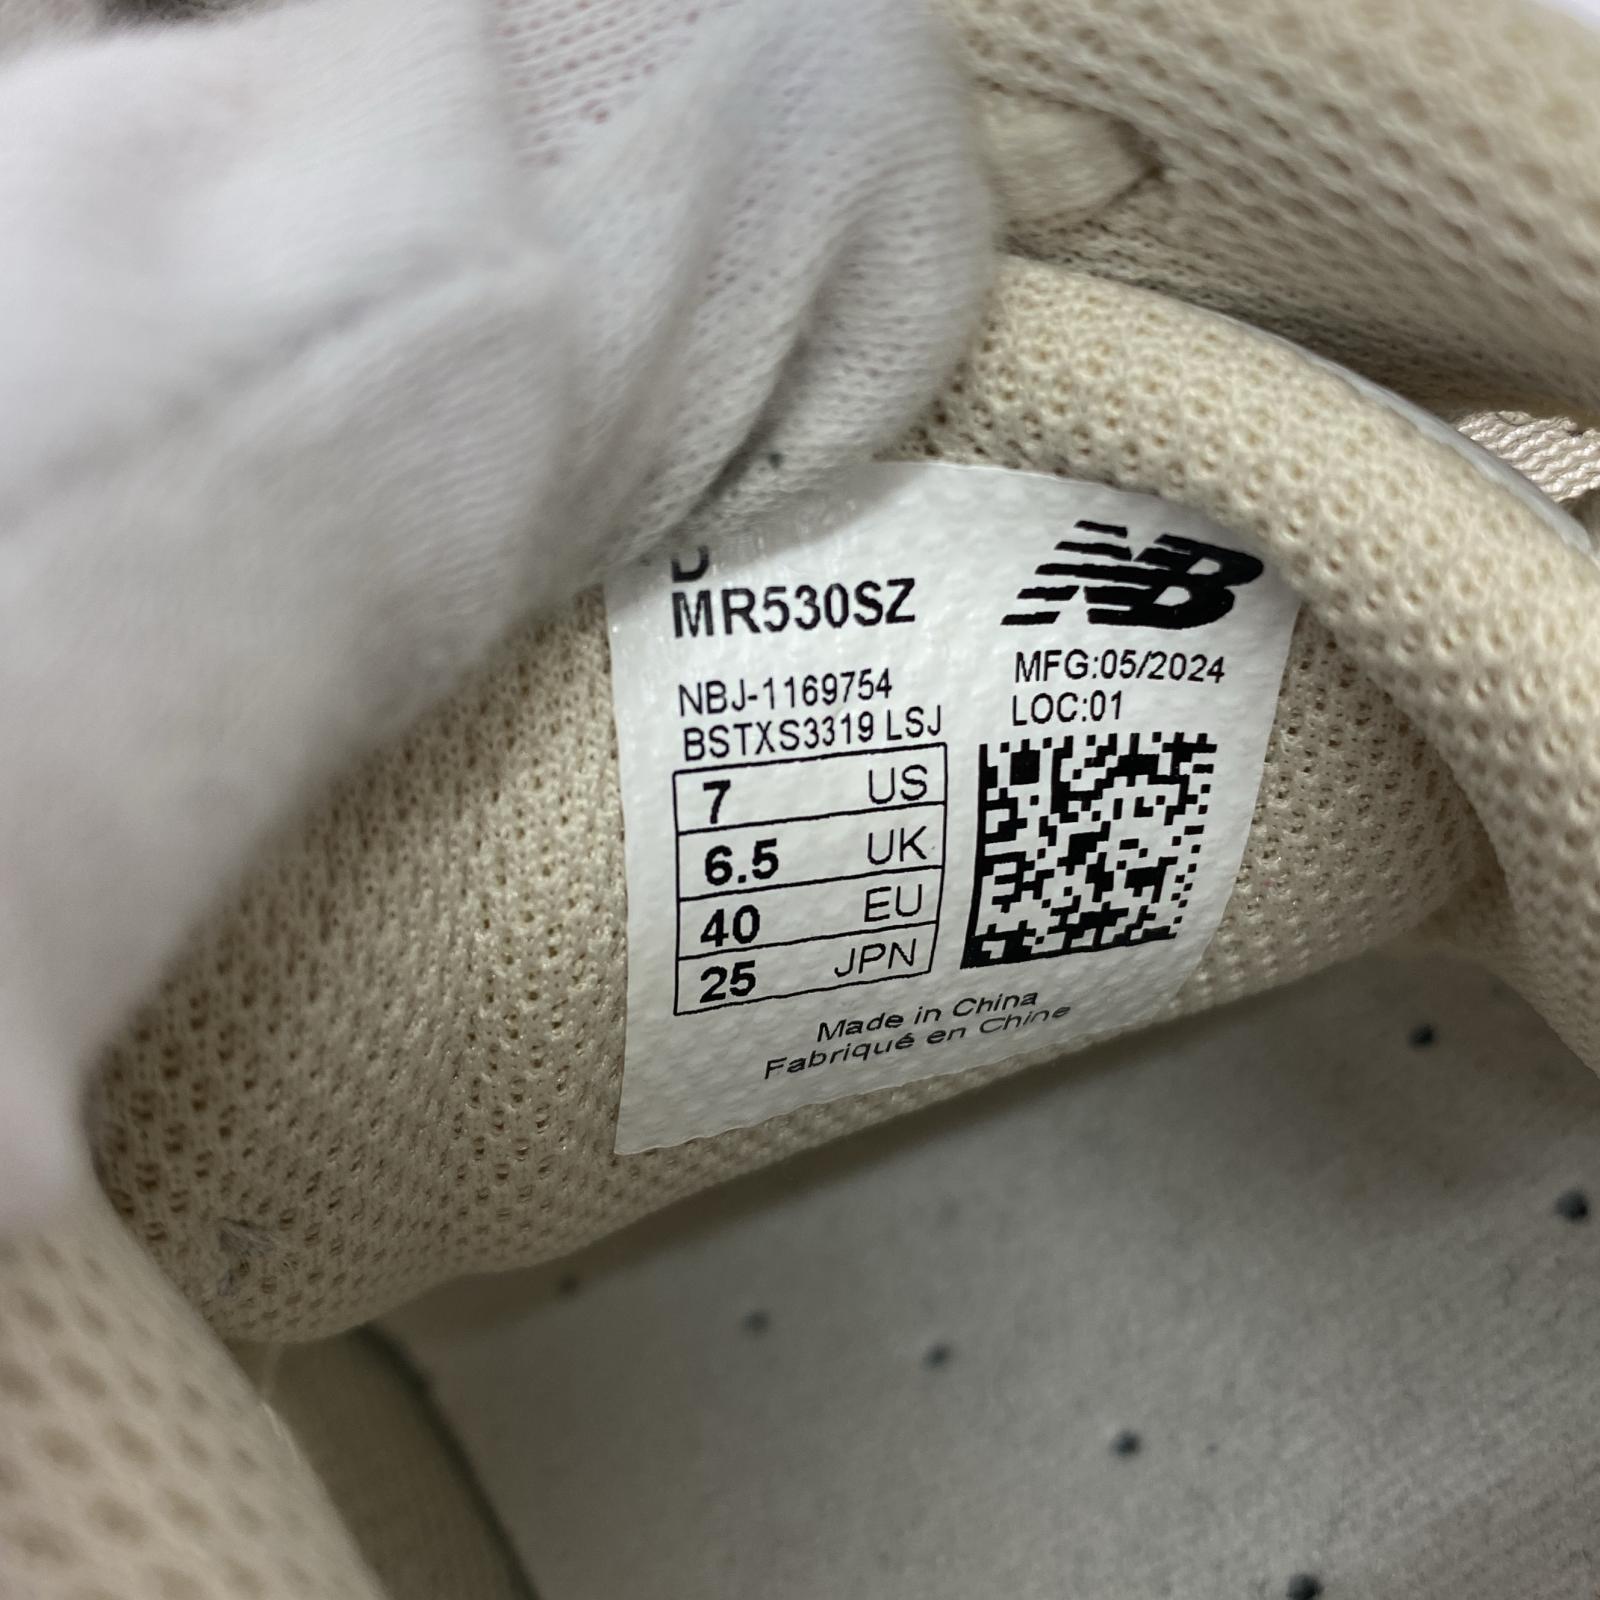 D
MR530SZ
NB
NBJ-1169754
BSTXS3319 LSJ
MFG:05/2024
LOC:01
7 US
6.5 UK
40 EU
25 JPN
Made in China
Fabriqué en Chine